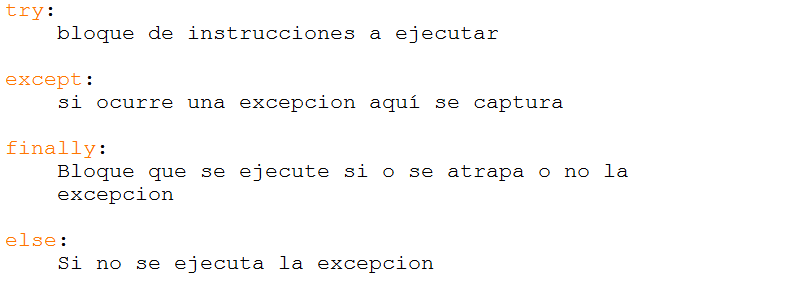 try:
bloque de instrucciones a ejecutar
except:
si ocurre una excepcion aquí se captura
finally:
Bloque que se ejecute si o se atrapa o no la
excepcion
else:
Si no se ejecuta la excepcion